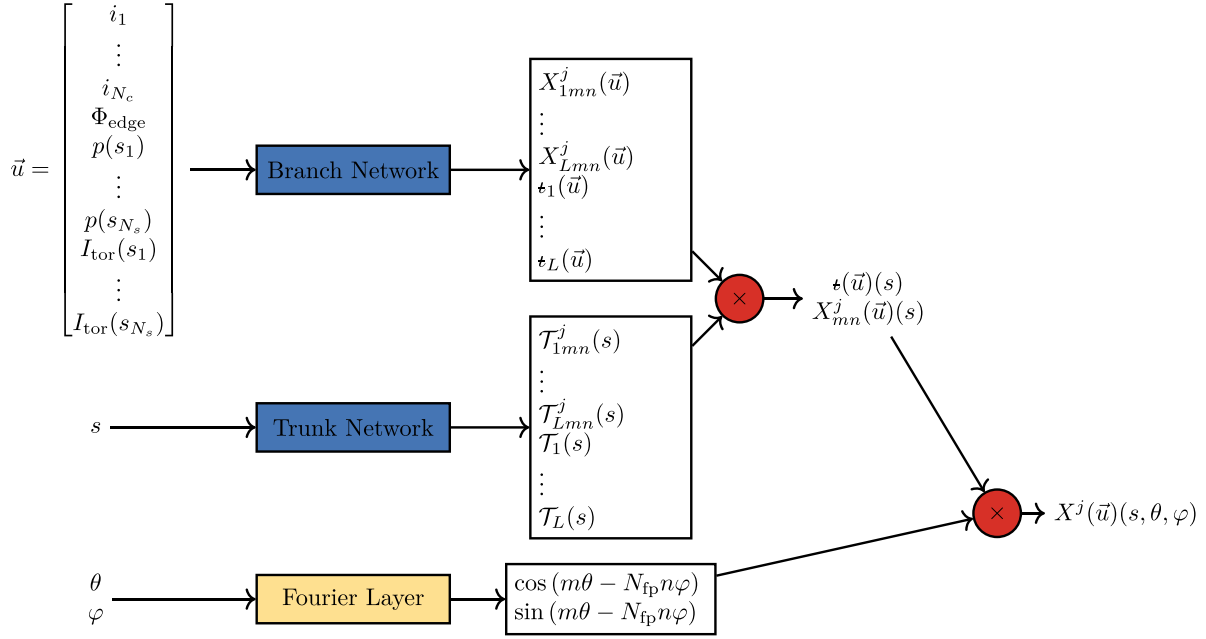 i_1
⋮
i_{N_c}
Φ_edge
p(s_1)
⋮
p(s_{N_s})
I_tor(s_1)
⋮
I_tor(s_{N_s})
u⃗ =
Branch Network
X^j_{1mn}(u⃗)
⋮
X^j_{Lmn}(u⃗)
ɨ_1(u⃗)
⋮
ɨ_L(u⃗)
×
ɨ(u⃗)(s)
X^j_{mn}(u⃗)(s)
s
Trunk Network
𝒯^j_{1mn}(s)
⋮
𝒯^j_{Lmn}(s)
𝒯_1(s)
⋮
𝒯_L(s)
×
X^j(u⃗)(s, θ, φ)
θ
φ
Fourier Layer
cos (mθ − N_fp nφ)
sin (mθ − N_fp nφ)